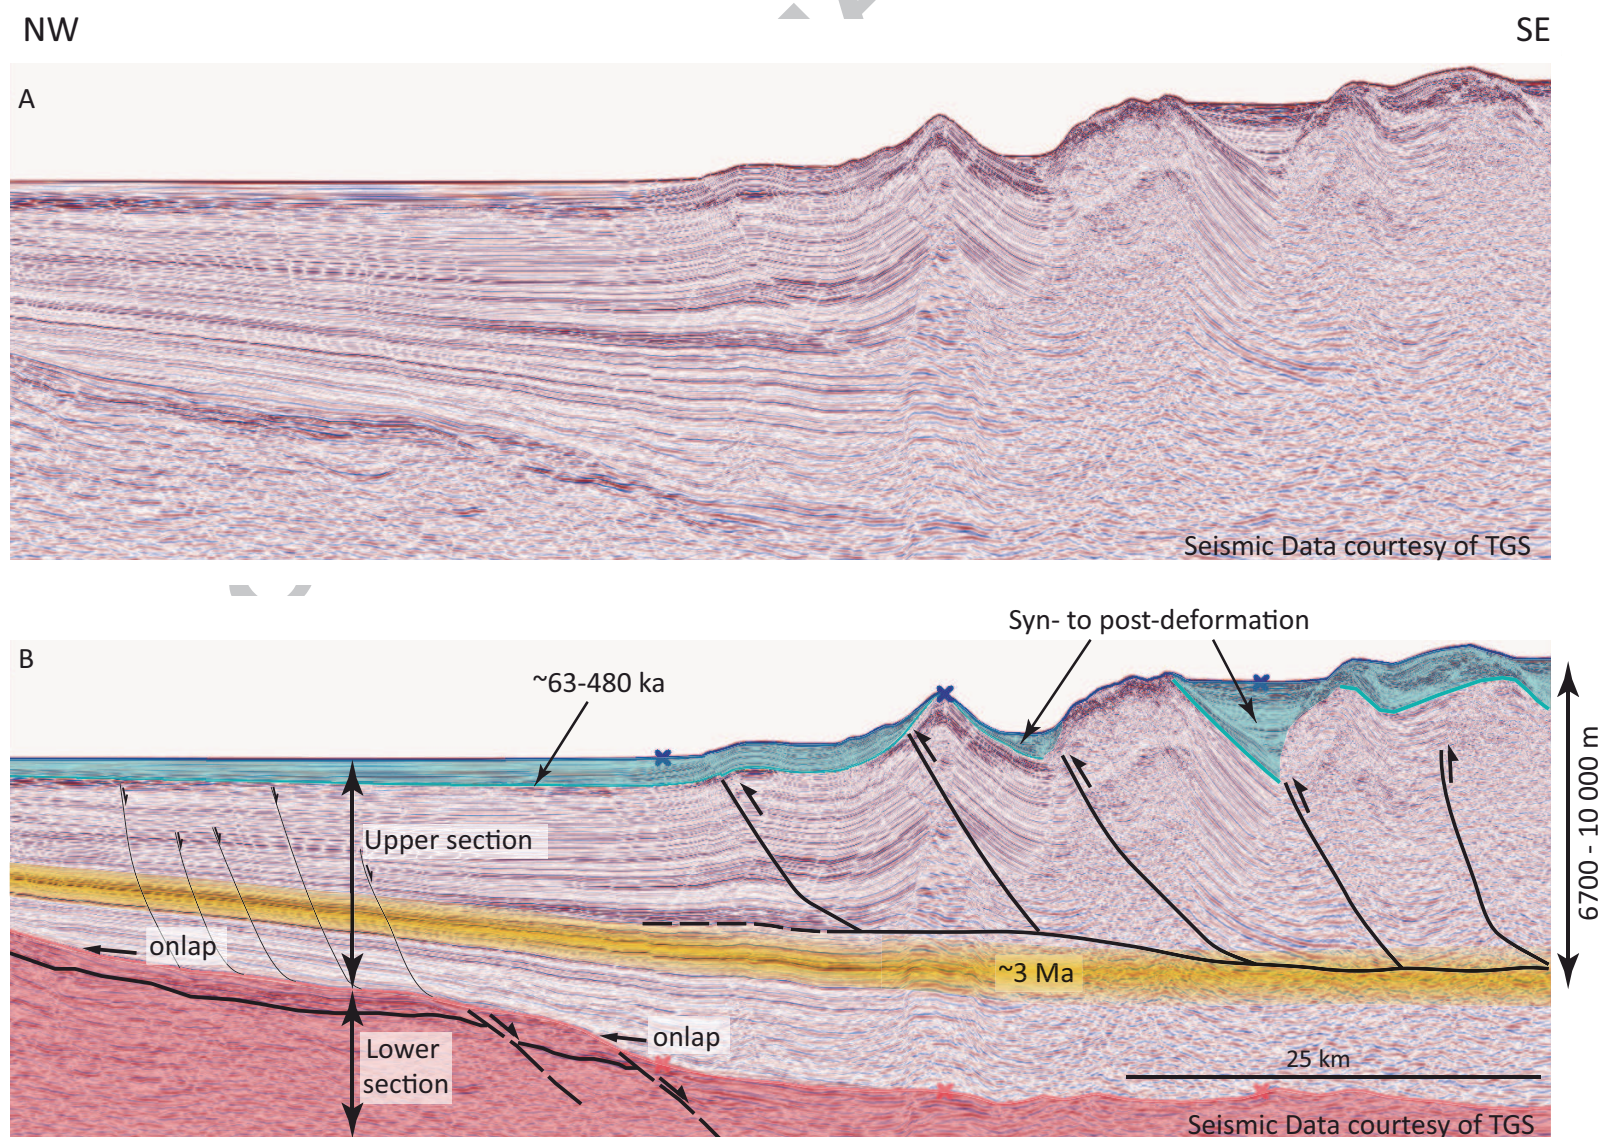 NW
SE
A
Seismic Data courtesy of TGS
Syn- to post-deformation
B
~63-480 ka
Upper section
6700 - 10 000 m
onlap
~3 Ma
onlap
Lower
section
25 km
Seismic Data courtesy of TGS